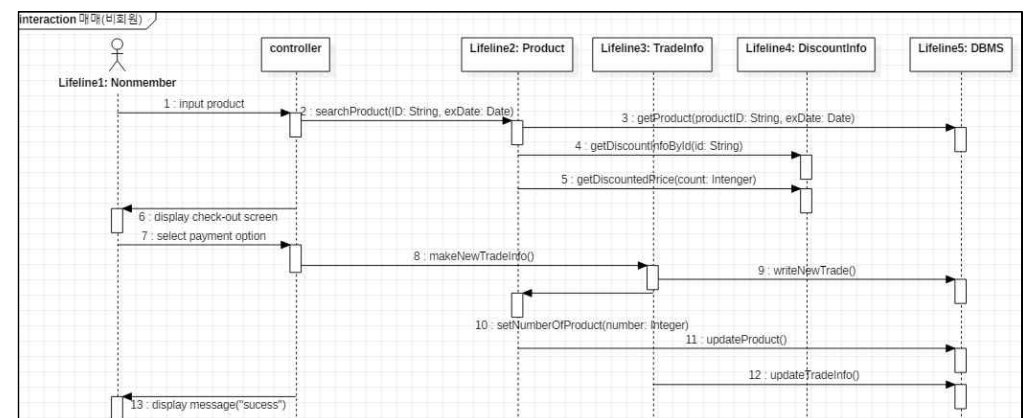 interaction 매매(비회원)
controller
Lifeline2: Product
Lifeline3: TradeInfo
Lifeline4: DiscountInfo
Lifeline5: DBMS
Lifeline1: Nonmember
1 : input product
2 : searchProduct(ID: String, exDate: Date)
3 : getProduct(productID: String, exDate: Date)
4 : getDiscountInfoById(id: String)
5 : getDiscountedPrice(count: Intenger)
6 : display check-out screen
7 : select payment option
8 : makeNewTradeInfo()
9 : writeNewTrade()
10 : setNumberOfProduct(number: Integer)
11 : updateProduct()
12 : updateTradeInfo()
13 : display message("sucess")